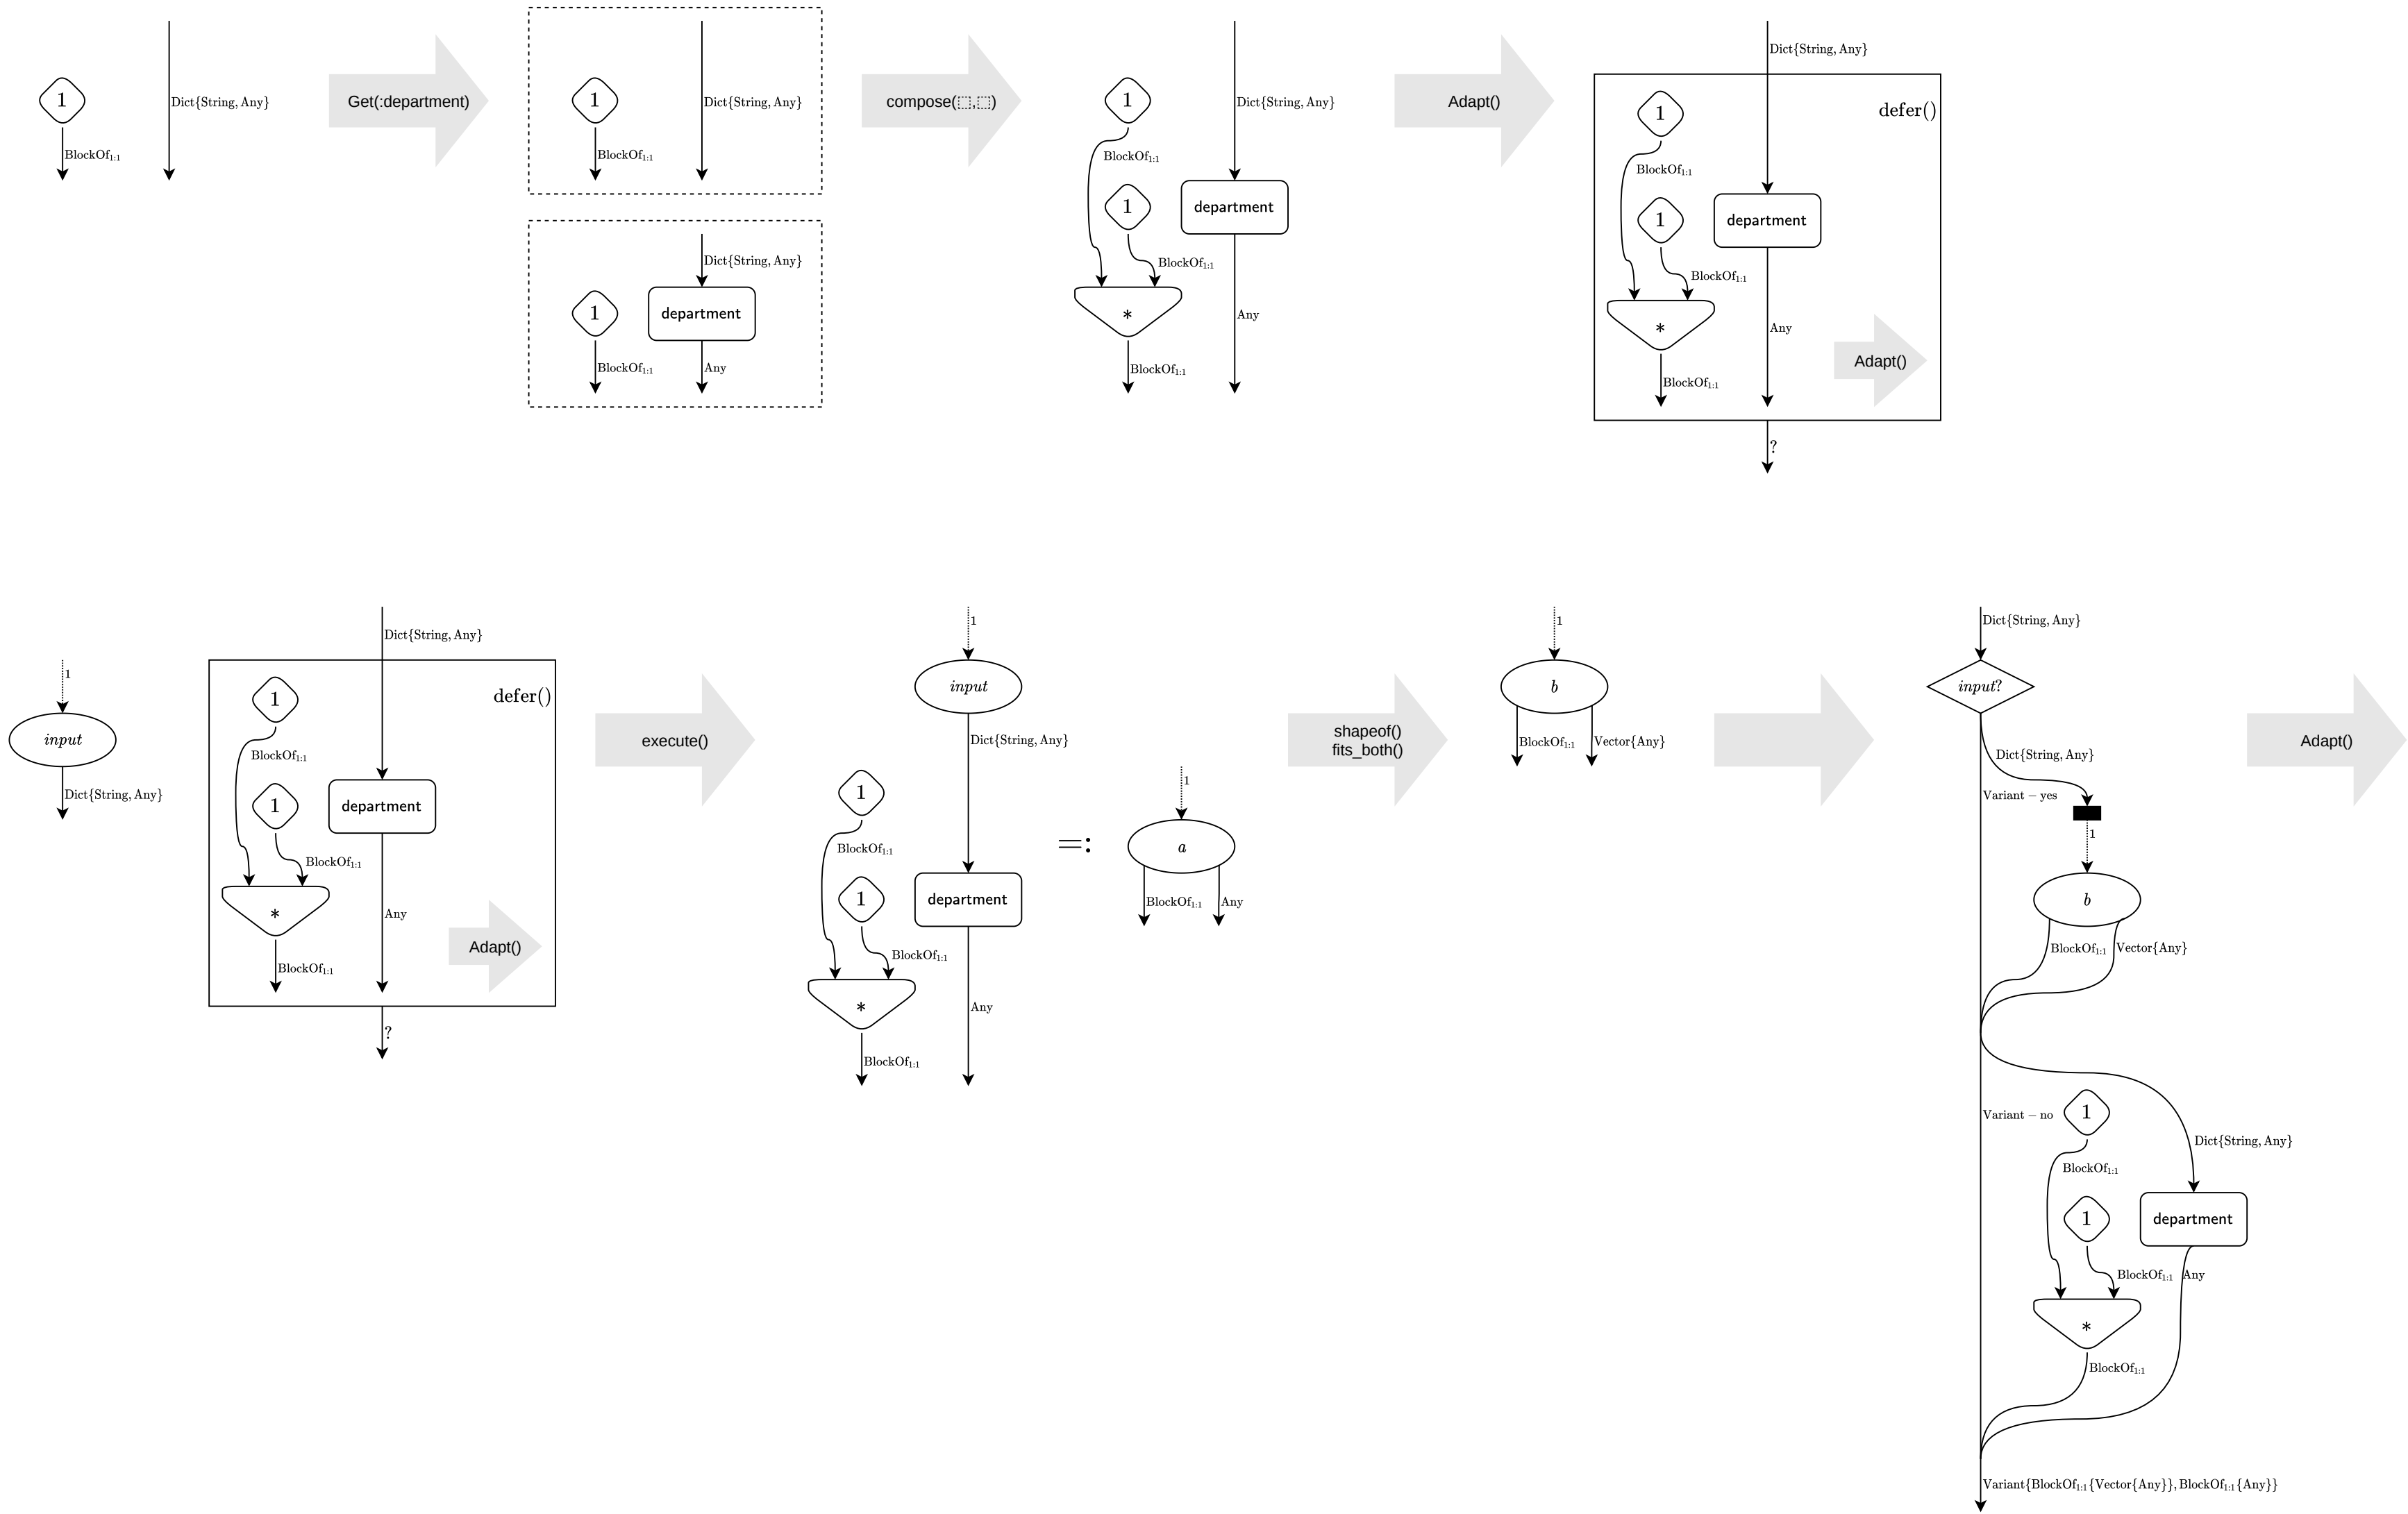 1
BlockOf1:1
Dict{String, Any}
Get(:department)
1
BlockOf1:1
Dict{String, Any}
Dict{String, Any}
1
department
BlockOf1:1
Any
compose(⬚,⬚)
1
Dict{String, Any}
BlockOf1:1
1
department
BlockOf1:1
*
Any
BlockOf1:1
Adapt()
Dict{String, Any}
defer()
1
BlockOf1:1
1
department
BlockOf1:1
*
Any
Adapt()
BlockOf1:1
?
1
input
Dict{String, Any}
Dict{String, Any}
defer()
1
BlockOf1:1
1
department
BlockOf1:1
*
Any
Adapt()
BlockOf1:1
?
execute()
1
input
Dict{String, Any}
1
BlockOf1:1
1
department
BlockOf1:1
*
Any
BlockOf1:1
=:
1
a
BlockOf1:1
Any
shapeof()
fits_both()
1
b
BlockOf1:1
Vector{Any}
Dict{String, Any}
input?
Dict{String, Any}
Variant − yes
1
b
BlockOf1:1
Vector{Any}
Variant − no
1
Dict{String, Any}
BlockOf1:1
1
department
BlockOf1:1
Any
*
BlockOf1:1
Variant{BlockOf1:1{Vector{Any}}, BlockOf1:1{Any}}
Adapt()